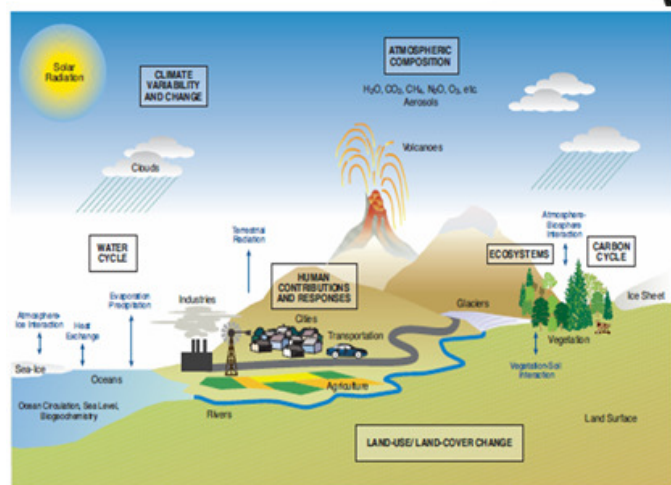 Solar
Radiation
CLIMATE
VARIABILITY
AND CHANGE
ATMOSPHERIC
COMPOSITION
H₂O, CO₂, CH₄, N₂O, O₃, etc.
Aerosols
Volcanoes
Clouds
Atmosphere-
Biosphere
Interaction
Terrestrial
Radiation
WATER
CYCLE
ECOSYSTEMS
CARBON
CYCLE
HUMAN
CONTRIBUTIONS
AND RESPONSES
Evaporation
Precipitation
Industries
Glaciers
Ice Sheet
Cities
Atmosphere-
Ice Interaction
Heat
Exchange
Transportation
Vegetation
Sea-Ice
Oceans
Agriculture
Vegetation-Soil
Interaction
Ocean Circulation, Sea Level,
Biogeochemistry
Rivers
Land Surface
LAND-USE/ LAND-COVER CHANGE